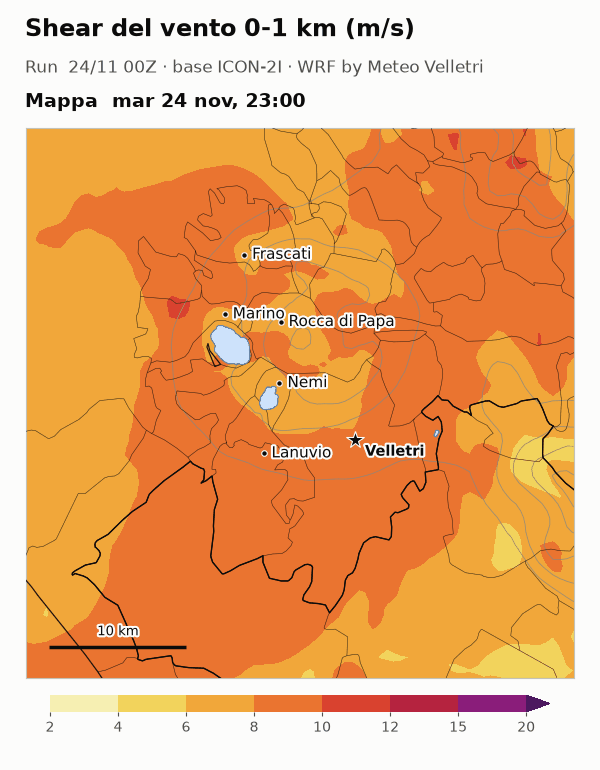 Shear del vento 0-1 km (m/s)
Run  24/11 00Z · base ICON-2I · WRF by Meteo Velletri
Mappa  mar 24 nov, 23:00
Frascati
Marino
Rocca di Papa
Nemi
Velletri
Lanuvio
10 km
2 4 6 8 10 12 15 20